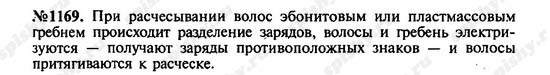 №1169. При расчесывании волос эбонитовым или пластмассовым
гребнем происходит разделение зарядов, волосы и гребень электри-
зуются — получают заряды противоположных знаков — и волосы
притягиваются к расческе.